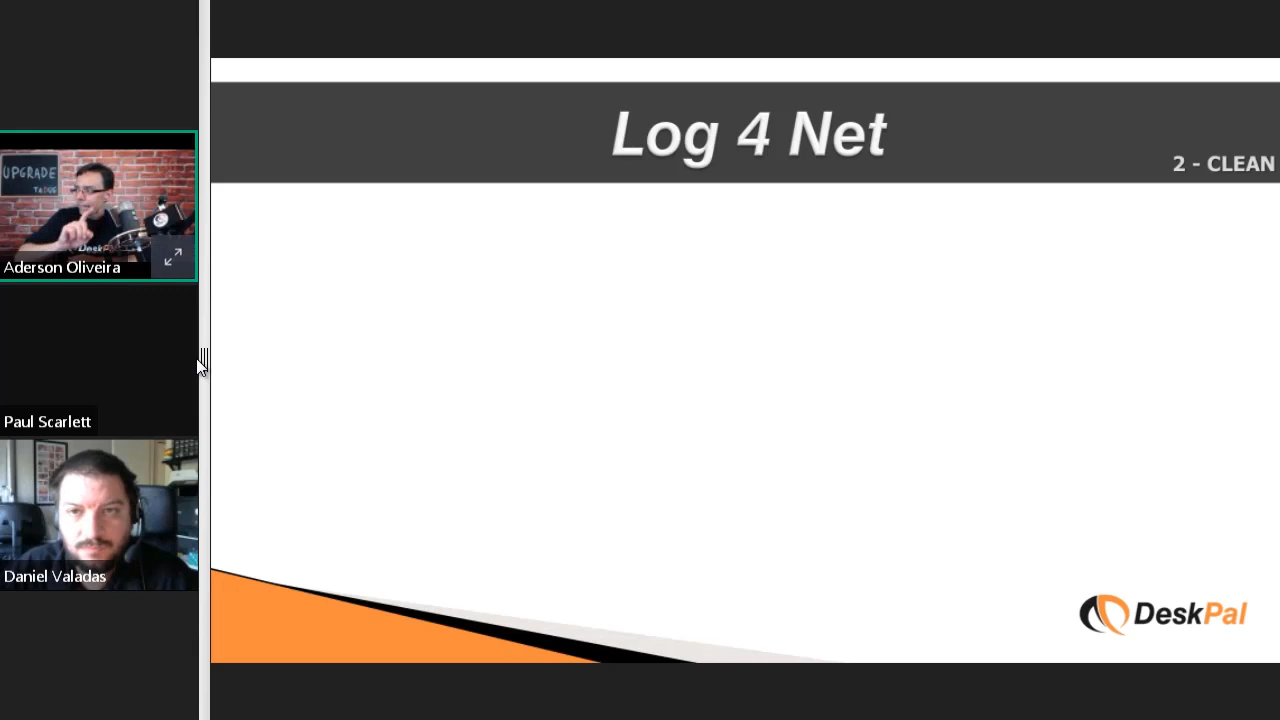 UPGRADE
Aderson Oliveira
Paul Scarlett
Daniel Valadas
Log 4 Net
2 - CLEAN
DeskPal